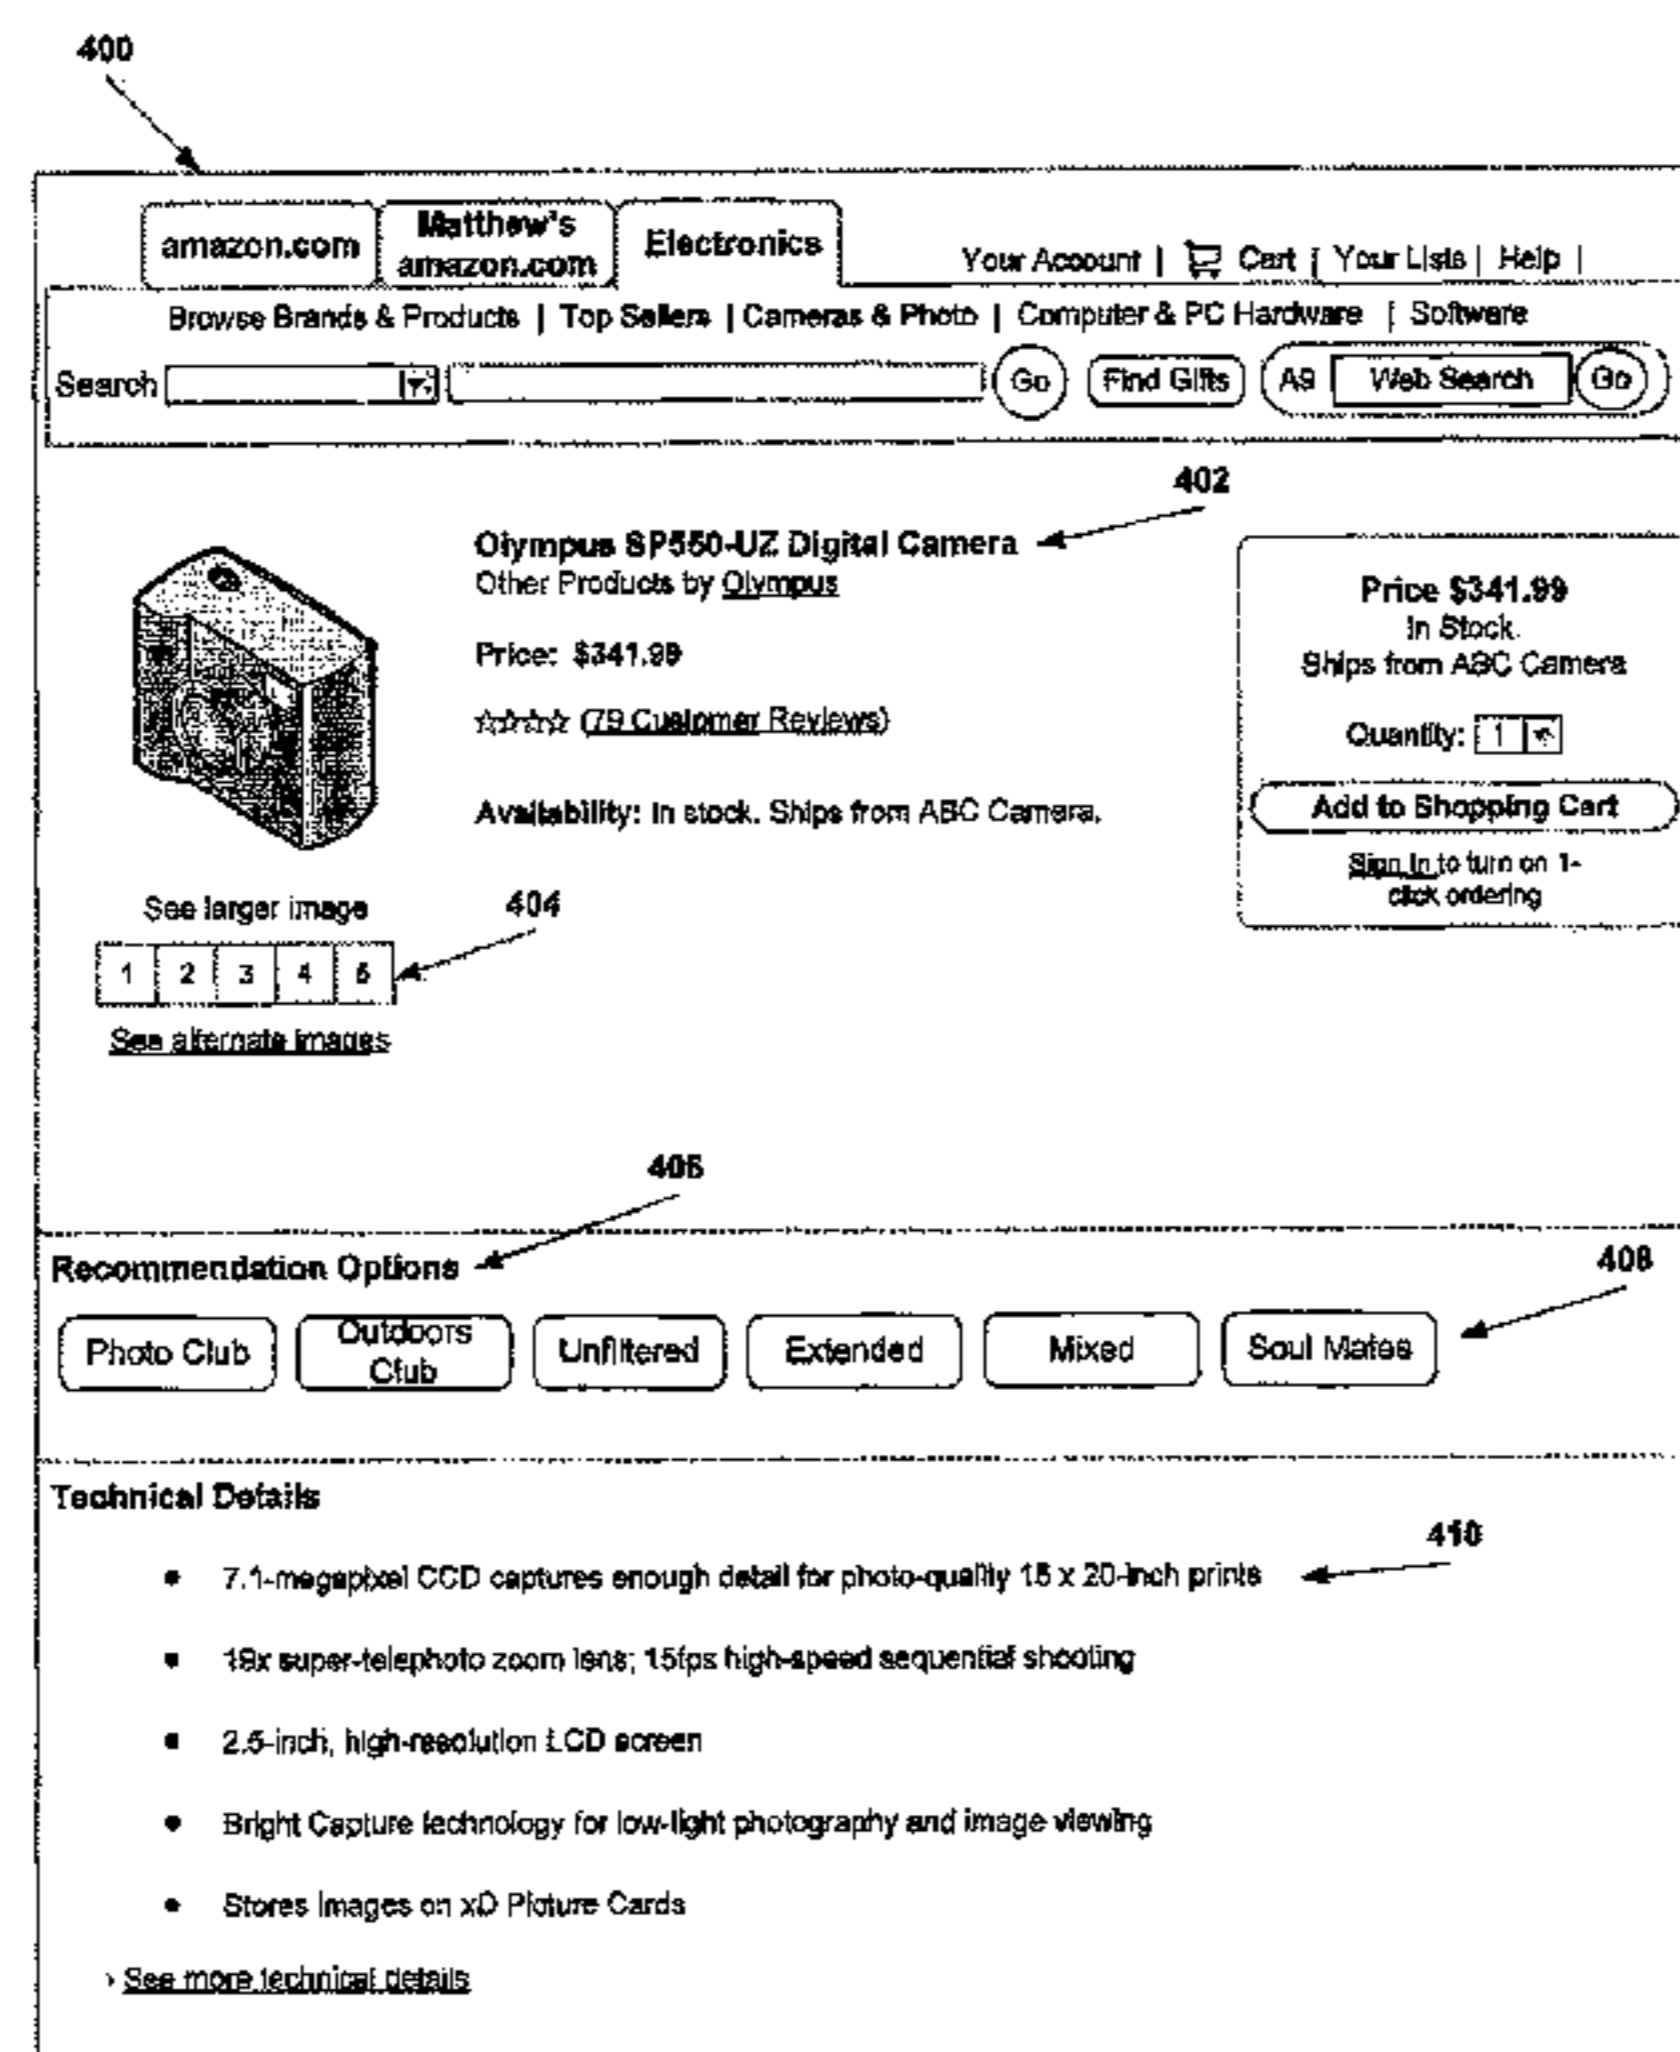 400
amazon.com
Matthew's
amazon.com
Electronics
Your Account | Cart | Your Lists | Help |
Browse Brands & Products | Top Sellers | Cameras & Photo | Computer & PC Hardware | Software
Search Go Find Gifts A9 Web Search Go
402
Olympus SP550-UZ Digital Camera
Other Products by Olympus
Price: $341.99
(79 Customer Reviews)
Availability: In stock. Ships from ABC Camera.
Price $341.99
In Stock.
Ships from ABC Camera
Quantity: 1
Add to Shopping Cart
Sign In to turn on 1-
click ordering
See larger image
404
1 2 3 4 5
See alternate images
406
Recommendation Options
408
Photo Club
Outdoors
Club
Unfiltered
Extended
Mixed
Soul Mates
Technical Details
410
• 7.1-megapixel CCD captures enough detail for photo-quality 15 x 20-inch prints
• 18x super-telephoto zoom lens; 15fps high-speed sequential shooting
• 2.5-inch, high-resolution LCD screen
• Bright Capture technology for low-light photography and image viewing
• Stores images on xD Picture Cards
› See more technical details